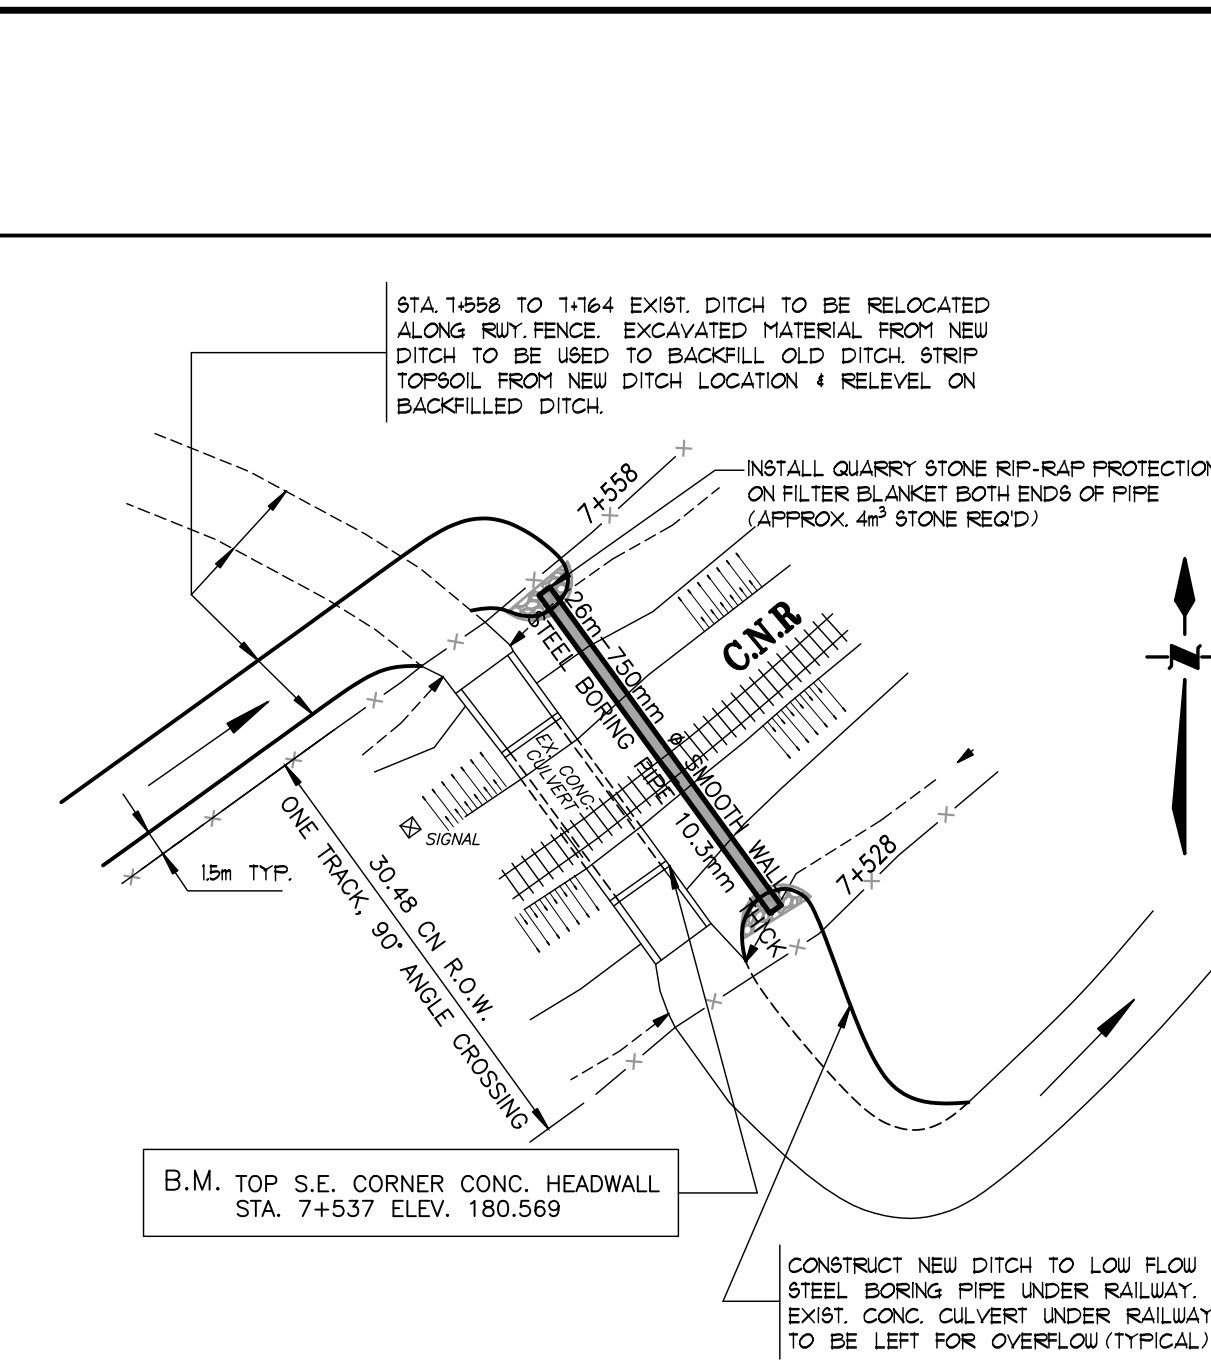 STA. 7+558 TO 7+764 EXIST. DITCH TO BE RELOCATED
ALONG RWY. FENCE. EXCAVATED MATERIAL FROM NEW
DITCH TO BE USED TO BACKFILL OLD DITCH. STRIP
TOPSOIL FROM NEW DITCH LOCATION & RELEVEL ON
BACKFILLED DITCH.
INSTALL QUARRY STONE RIP-RAP PROTECTION
ON FILTER BLANKET BOTH ENDS OF PIPE
(APPROX. 4m³ STONE REQ'D)
7+558
C.N.R
N
26m-750mm ø SMOOTH WALL
STEEL BORING PIPE 10.3mm THICK
EX. CONC.
CULVERT
SIGNAL
1.5m TYP.
30.48 CN R.O.W.
ONE TRACK, 90° ANGLE CROSSING
7+528
B.M. TOP S.E. CORNER CONC. HEADWALL
STA. 7+537 ELEV. 180.569
CONSTRUCT NEW DITCH TO LOW FLOW
STEEL BORING PIPE UNDER RAILWAY.
EXIST. CONC. CULVERT UNDER RAILWAY
TO BE LEFT FOR OVERFLOW (TYPICAL)